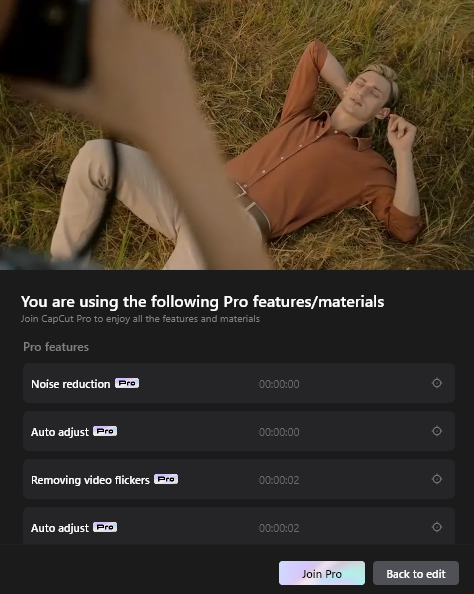 You are using the following Pro features/materials
Join CapCut Pro to enjoy all the features and materials
Pro features
Noise reduction Pro 00:00:00
Auto adjust Pro 00:00:00
Removing video flickers Pro 00:00:02
Auto adjust Pro 00:00:02
Join Pro Back to edit